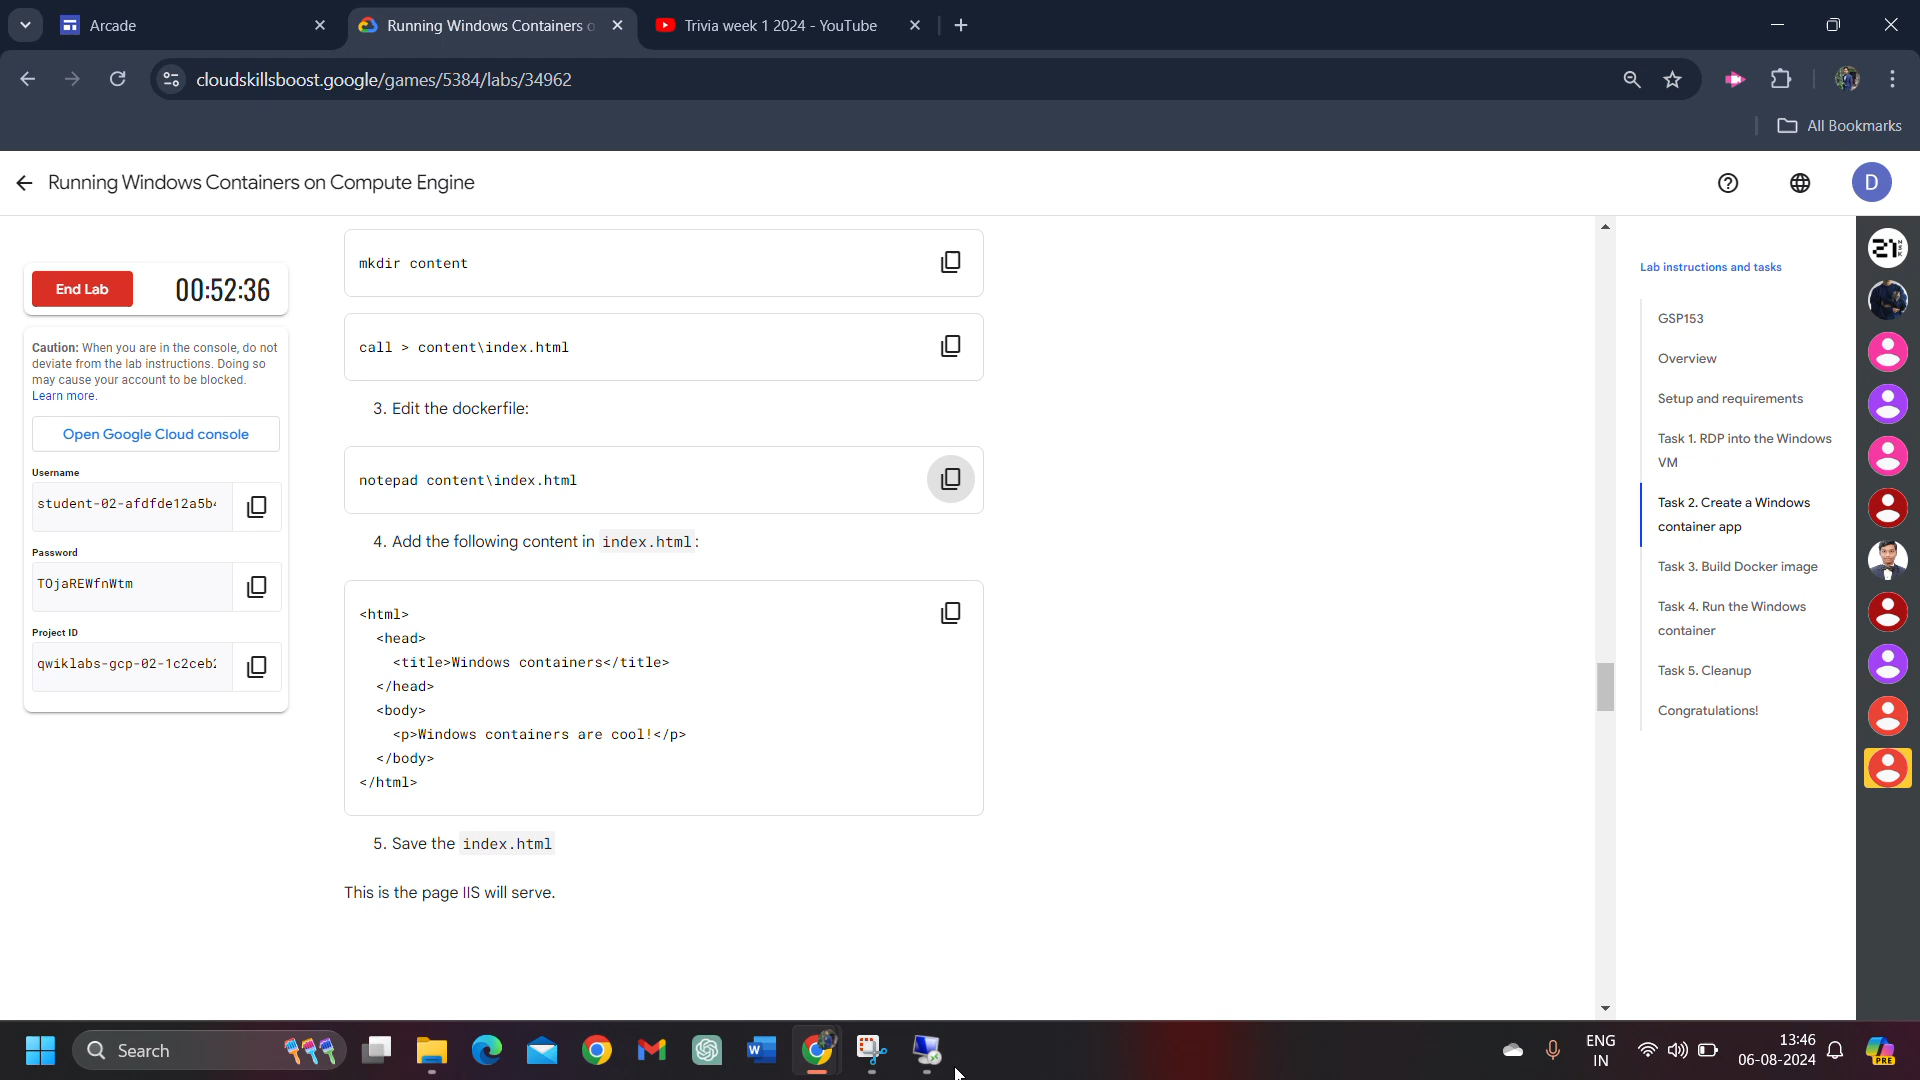 Arcade
Running Windows Containers o
Trivia week 1 2024 - YouTube
cloudskillsboost.google/games/5384/labs/34962
All Bookmarks
Running Windows Containers on Compute Engine
D
End Lab
00:52:36
Caution: When you are in the console, do not
deviate from the lab instructions. Doing so
may cause your account to be blocked.
Learn more.
Open Google Cloud console
Username
student-02-afdfde12a5b4
Password
TOjaREWfnWtm
Project ID
qwiklabs-gcp-02-1c2ceb2
mkdir content
call > content\index.html
3. Edit the dockerfile:
notepad content\index.html
4. Add the following content in index.html:
<html>
<head>
<title>Windows containers</title>
</head>
<body>
<p>Windows containers are cool!</p>
</body>
</html>
5. Save the index.html
This is the page IIS will serve.
Lab instructions and tasks
GSP153
Overview
Setup and requirements
Task 1. RDP into the Windows
VM
Task 2. Create a Windows
container app
Task 3. Build Docker image
Task 4. Run the Windows
container
Task 5. Cleanup
Congratulations!
Search
ENG
IN
13:46
06-08-2024
PRE